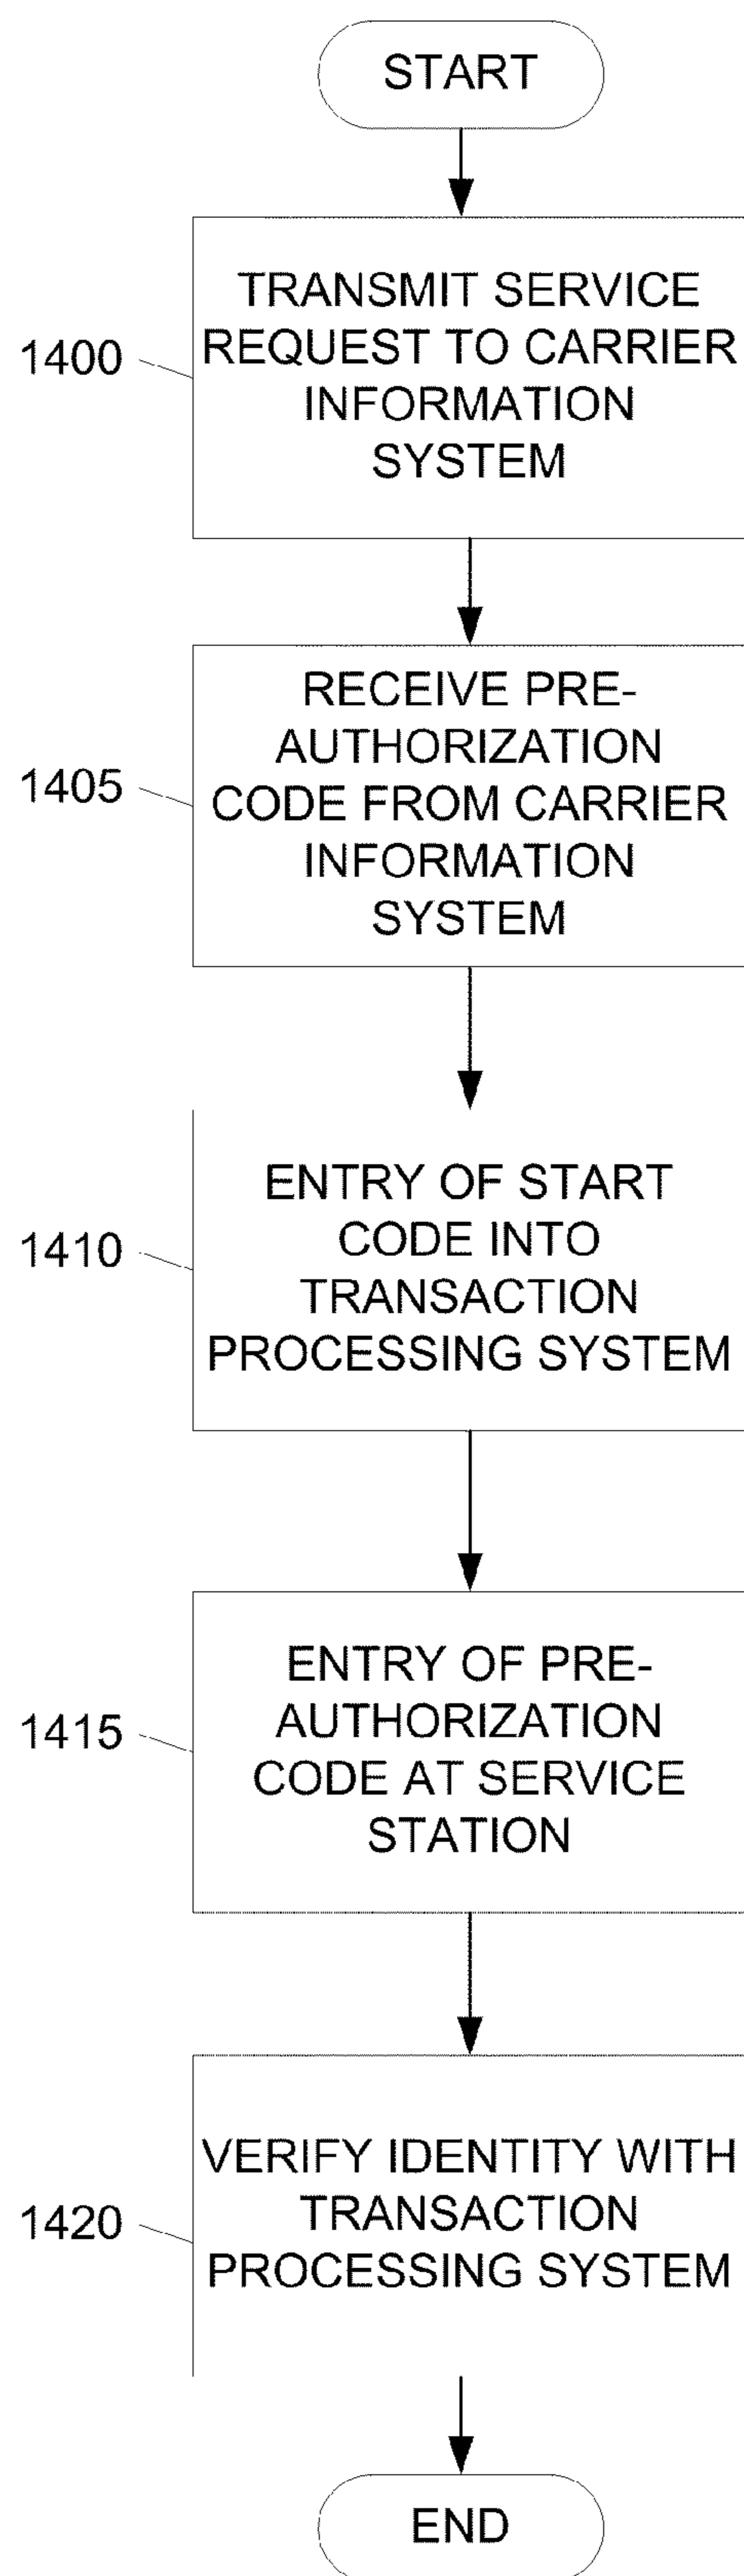 START
TRANSMIT SERVICE
REQUEST TO CARRIER
INFORMATION
SYSTEM
1400
RECEIVE PRE-
AUTHORIZATION
CODE FROM CARRIER
INFORMATION
SYSTEM
1405
ENTRY OF START
CODE INTO
TRANSACTION
PROCESSING SYSTEM
1410
ENTRY OF PRE-
AUTHORIZATION
CODE AT SERVICE
STATION
1415
VERIFY IDENTITY WITH
TRANSACTION
PROCESSING SYSTEM
1420
END